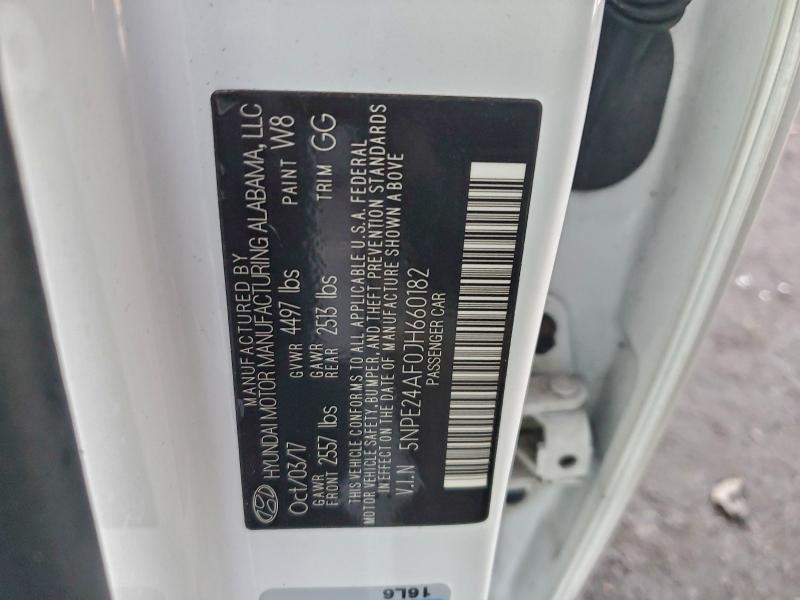 MANUFACTURED BY
HYUNDAI MOTOR MANUFACTURING ALABAMA, LLC
Oct/03/17 GVWR 4497 lbs PAINT W8
GAWR FRONT 2557 lbs GAWR REAR 2513 lbs TRIM GG
THIS VEHICLE CONFORMS TO ALL APPLICABLE U.S.A. FEDERAL
MOTOR VEHICLE SAFETY, BUMPER, AND THEFT PREVENTION STANDARDS
IN EFFECT ON THE DATE OF MANUFACTURE SHOWN ABOVE
V.I.N 5NPE24AF0JH660182
PASSENGER CAR
16L6